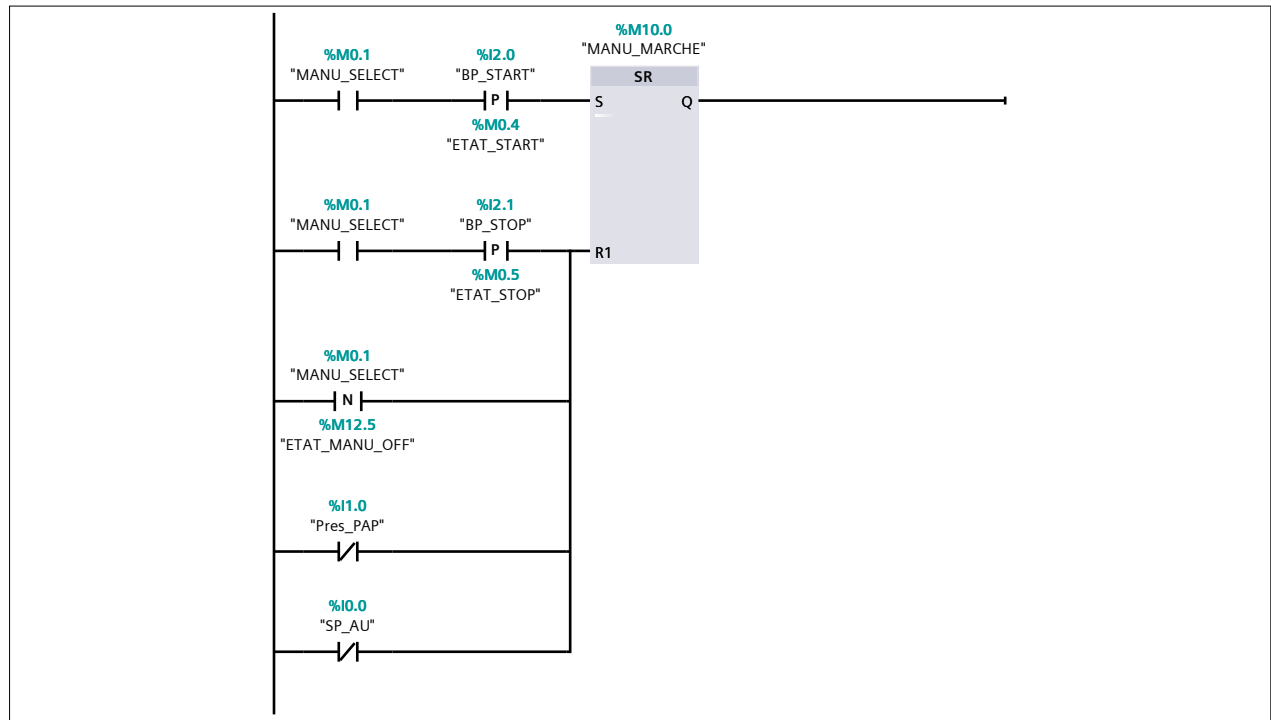 %M10.0
"MANU_MARCHE"
%M0.1
"MANU_SELECT"
%I2.0
"BP_START"
SR
P
S
Q
%M0.4
"ETAT_START"
%M0.1
"MANU_SELECT"
%I2.1
"BP_STOP"
P
R1
%M0.5
"ETAT_STOP"
%M0.1
"MANU_SELECT"
N
%M12.5
"ETAT_MANU_OFF"
%I1.0
"Pres_PAP"
%I0.0
"SP_AU"